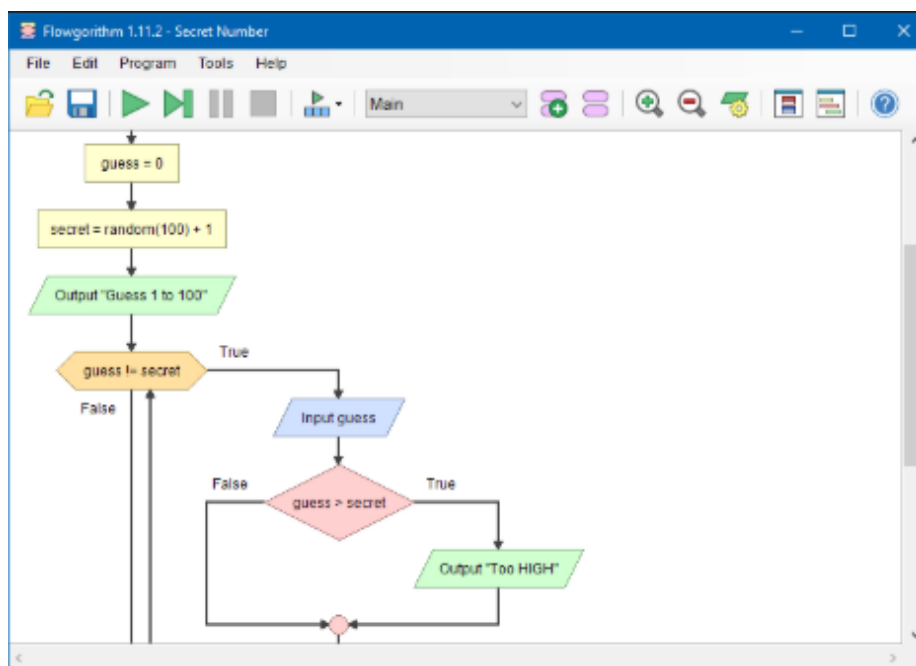 Flowgorithm 1.11.2 - Secret Number
File Edit Program Tools Help
Main
guess = 0
secret = random(100) + 1
Output "Guess 1 to 100"
guess != secret
True
False
Input guess
False
guess > secret
True
Output "Too HIGH"